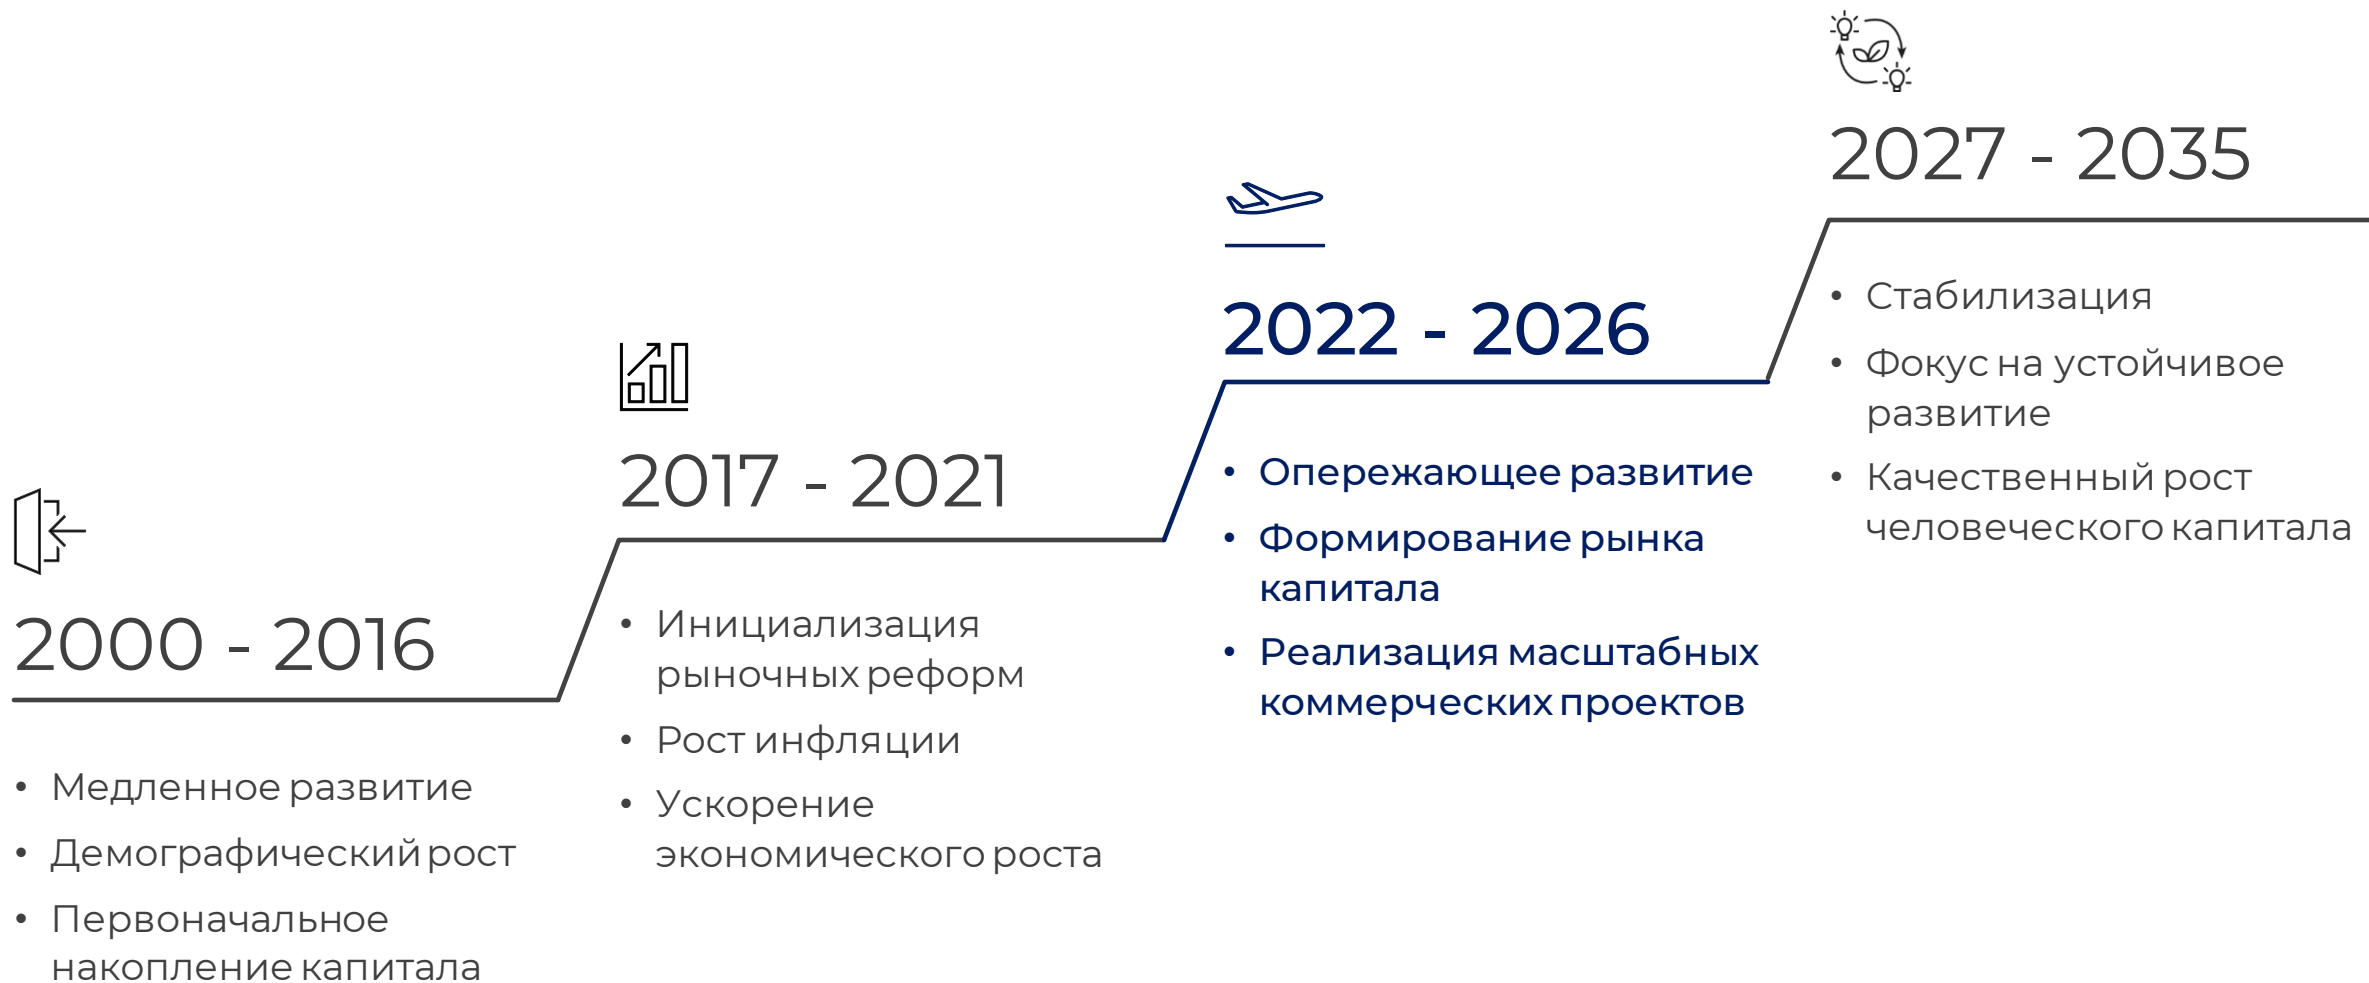 2000 - 2016
• Медленное развитие
• Демографический рост
• Первоначальное
накопление капитала
2017 - 2021
• Инициализация
рыночных реформ
• Рост инфляции
• Ускорение
экономического роста
2022 - 2026
• Опережающее развитие
• Формирование рынка
капитала
• Реализация масштабных
коммерческих проектов
2027 - 2035
• Стабилизация
• Фокус на устойчивое
развитие
• Качественный рост
человеческого капитала